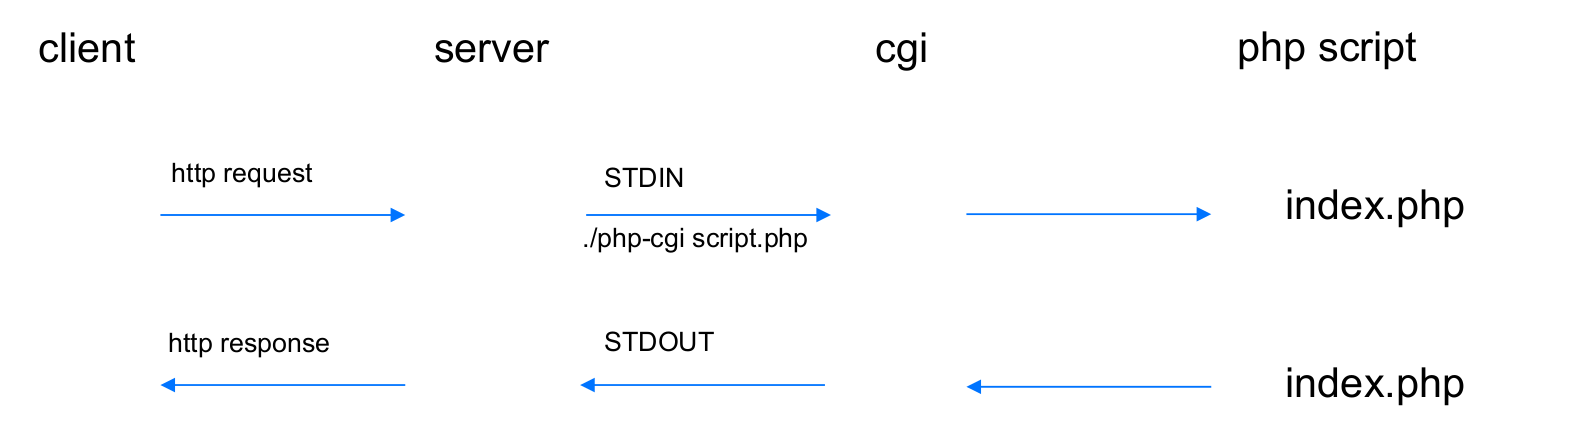 client server cgi php script
http request STDIN
./php-cgi script.php
index.php
http response STDOUT
index.php